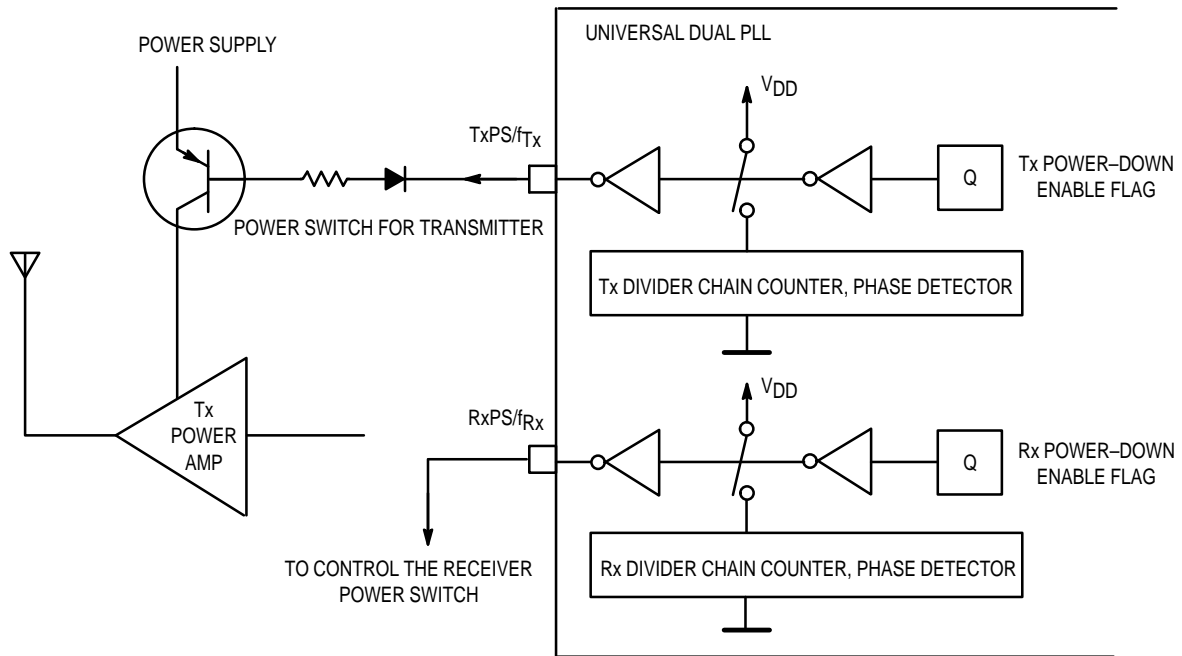 UNIVERSAL DUAL PLL
POWER SUPPLY
VDD
TxPS/fTx
Q
Tx POWER–DOWN
ENABLE FLAG
POWER SWITCH FOR TRANSMITTER
Tx DIVIDER CHAIN COUNTER, PHASE DETECTOR
VDD
RxPS/fRx
Tx
POWER
AMP
Q
Rx POWER–DOWN
ENABLE FLAG
TO CONTROL THE RECEIVER
POWER SWITCH
Rx DIVIDER CHAIN COUNTER, PHASE DETECTOR